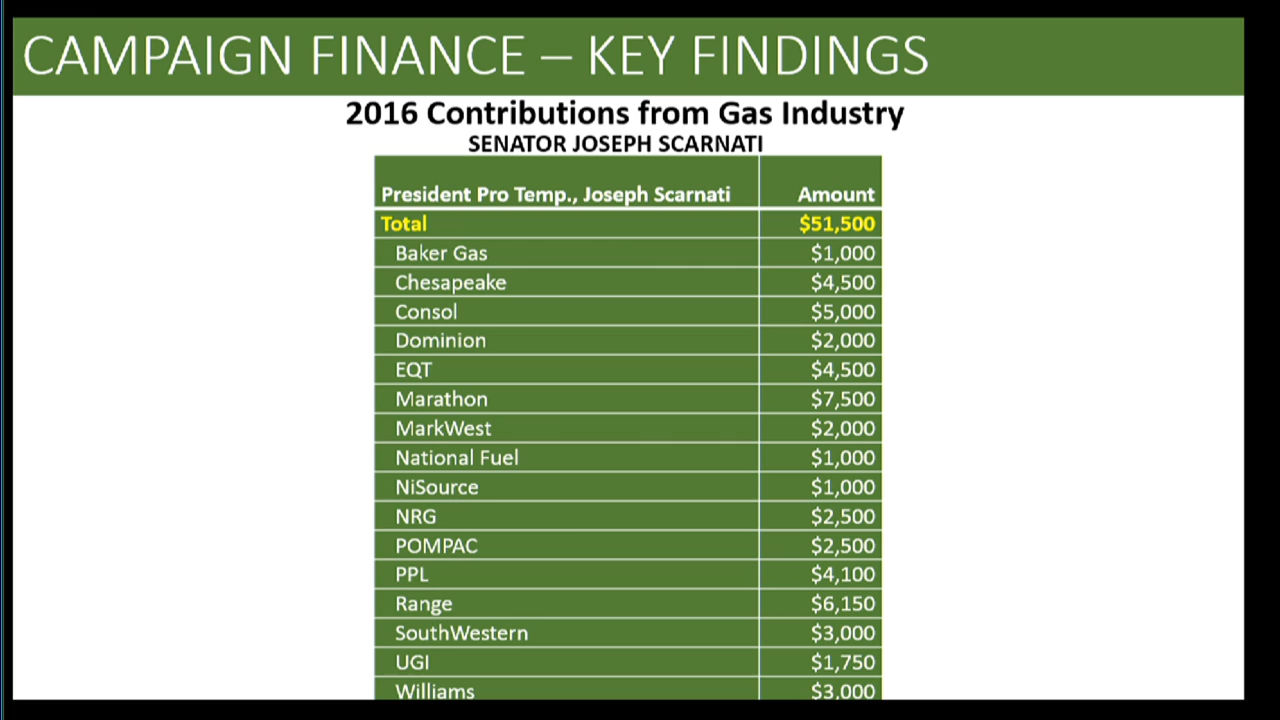 CAMPAIGN FINANCE – KEY FINDINGS
2016 Contributions from Gas Industry
SENATOR JOSEPH SCARNATI
President Pro Temp., Joseph Scarnati Amount
Total $51,500
Baker Gas $1,000
Chesapeake $4,500
Consol $5,000
Dominion $2,000
EQT $4,500
Marathon $7,500
MarkWest $2,000
National Fuel $1,000
NiSource $1,000
NRG $2,500
POMPAC $2,500
PPL $4,100
Range $6,150
SouthWestern $3,000
UGI $1,750
Williams $3,000